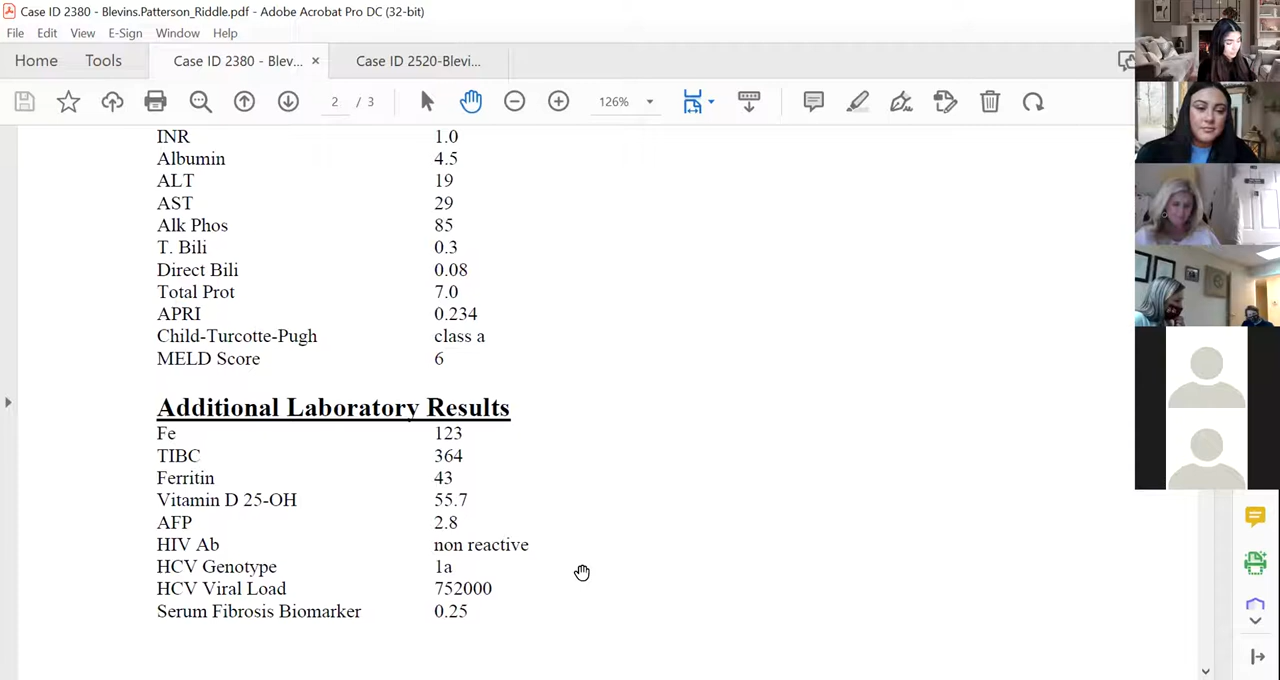 Case ID 2380 - Blevins.Patterson_Riddle.pdf - Adobe Acrobat Pro DC (32-bit)
File Edit View E-Sign Window Help
Home Tools Case ID 2380 - Blev... × Case ID 2520-Blevi...
2 / 3 126%
INR 1.0
Albumin 4.5
ALT 19
AST 29
Alk Phos 85
T. Bili 0.3
Direct Bili 0.08
Total Prot 7.0
APRI 0.234
Child-Turcotte-Pugh class a
MELD Score 6
Additional Laboratory Results
Fe 123
TIBC 364
Ferritin 43
Vitamin D 25-OH 55.7
AFP 2.8
HIV Ab non reactive
HCV Genotype 1a
HCV Viral Load 752000
Serum Fibrosis Biomarker 0.25